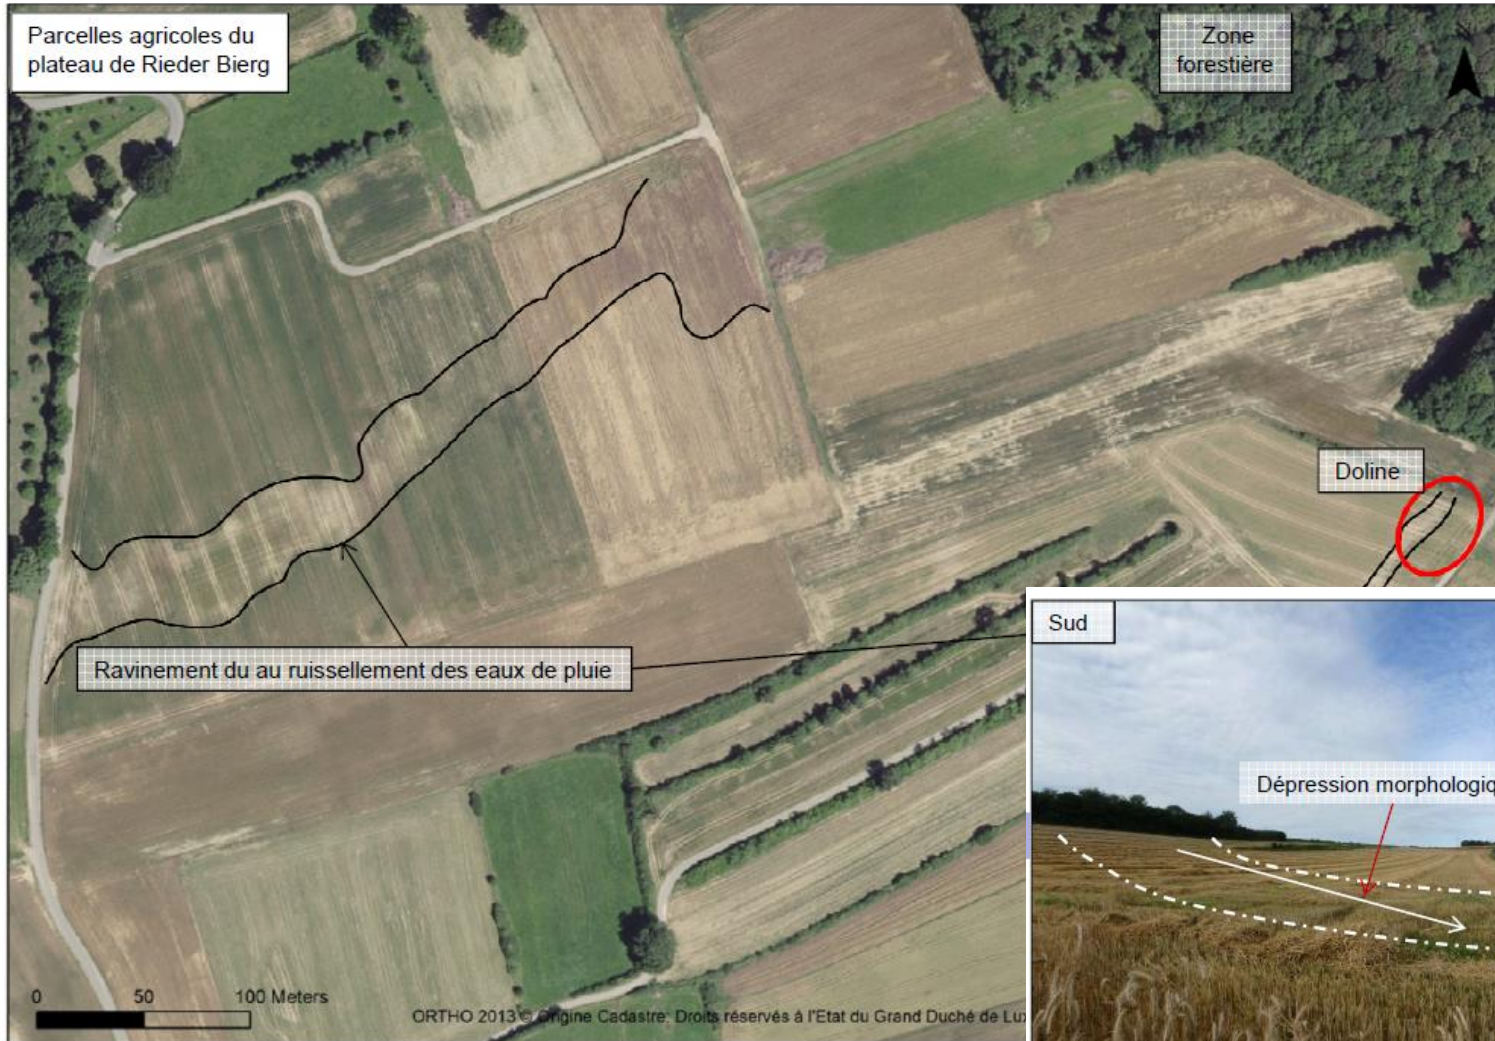 Parcelles agricoles du
plateau de Rieder Bierg
Zone
forestière
Doline
Ravinement du au ruissellement des eaux de pluie
Sud
Dépression morphologiq
0 50 100 Meters
ORTHO 2013 © Origine Cadastre: Droits réservés à l'Etat du Grand Duché de Lux